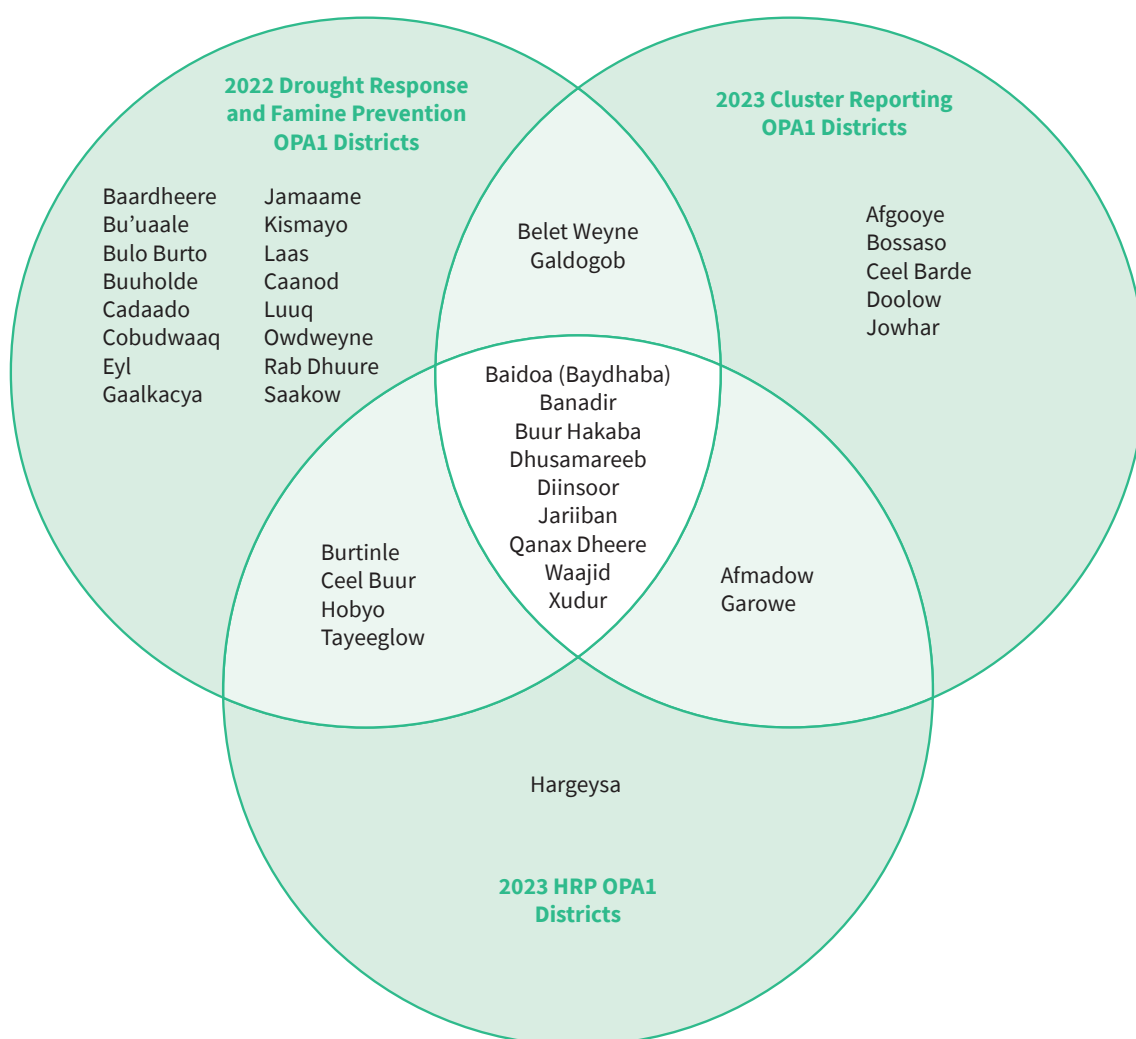 2022 Drought Response
and Famine Prevention
OPA1 Districts
Baardheere
Bu’uaale
Bulo Burto
Buuholde
Cadaado
Cobudwaaq
Eyl
Gaalkacya
Jamaame
Kismayo
Laas
Caanod
Luuq
Owdweyne
Rab Dhuure
Saakow
2023 Cluster Reporting
OPA1 Districts
Afgooye
Bossaso
Ceel Barde
Doolow
Jowhar
Belet Weyne
Galdogob
Baidoa (Baydhaba)
Banadir
Buur Hakaba
Dhusamareeb
Diinsoor
Jariiban
Qanax Dheere
Waajid
Xudur
Burtinle
Ceel Buur
Hobyo
Tayeeglow
Afmadow
Garowe
Hargeysa
2023 HRP OPA1
Districts